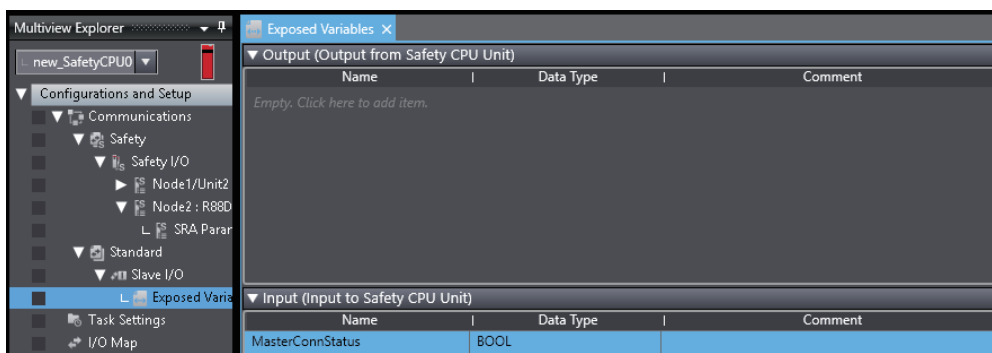 Multiview Explorer
new_SafetyCPU0
Configurations and Setup
Communications
Safety
Safety I/O
Node1/Unit2
Node2 : R88D
SRA Parar
Standard
Slave I/O
Exposed Varia
Task Settings
I/O Map
Exposed Variables
Output (Output from Safety CPU Unit)
Name Data Type Comment
Empty. Click here to add item.
Input (Input to Safety CPU Unit)
Name Data Type Comment
MasterConnStatus BOOL